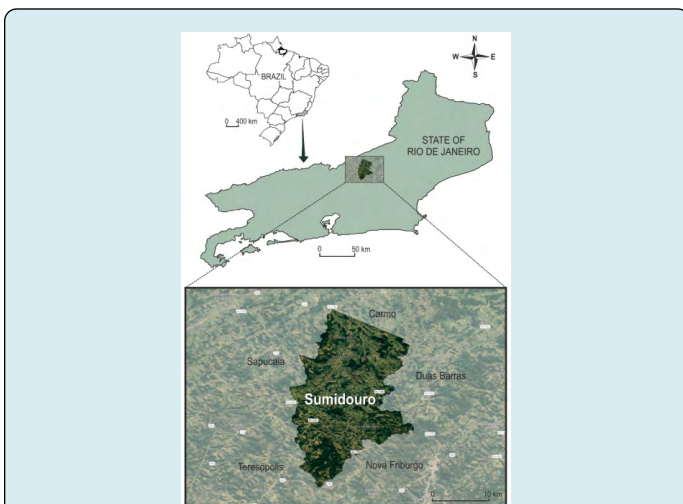 N
W E
S
BRAZIL
0 400 km
STATE OF
RIO DE JANEIRO
0 50 km
Carmo
Sapucaia
Duas Barras
Sumidouro
Teresópolis
Nova Friburgo
0 10 km